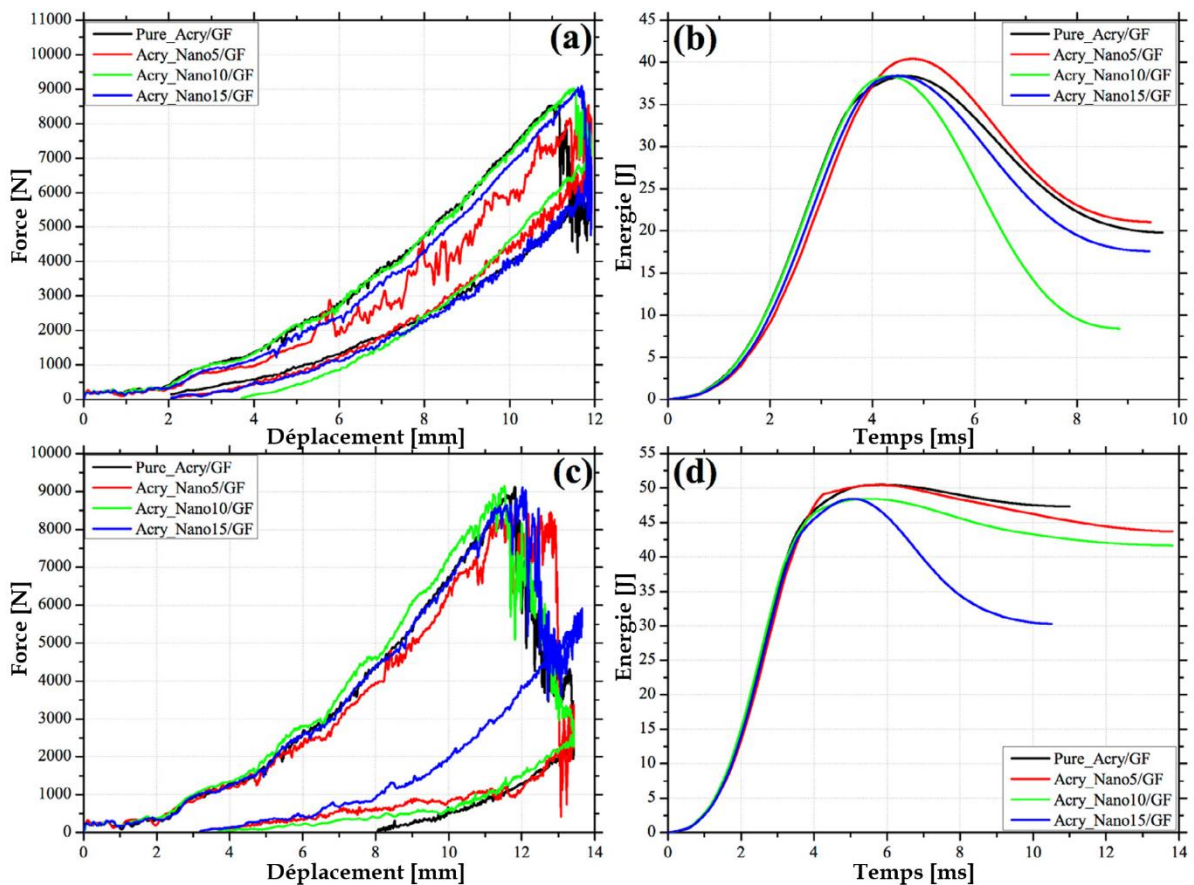 (a)
Pure_Acry/GF
Acry_Nano5/GF
Acry_Nano10/GF
Acry_Nano15/GF
Force [N]
11000
10000
9000
8000
7000
6000
5000
4000
3000
2000
1000
0
0 2 4 6 8 10 12
Déplacement [mm]
(b)
Pure_Acry/GF
Acry_Nano5/GF
Acry_Nano10/GF
Acry_Nano15/GF
Energie [J]
45
40
35
30
25
20
15
10
5
0
0 2 4 6 8 10
Temps [ms]
(c)
Pure_Acry/GF
Acry_Nano5/GF
Acry_Nano10/GF
Acry_Nano15/GF
Force [N]
10000
9000
8000
7000
6000
5000
4000
3000
2000
1000
0
0 2 4 6 8 10 12 14
Déplacement [mm]
(d)
Energie [J]
55
50
45
40
35
30
25
20
15
10
5
0
Pure_Acry/GF
Acry_Nano5/GF
Acry_Nano10/GF
Acry_Nano15/GF
0 2 4 6 8 10 12 14
Temps [ms]